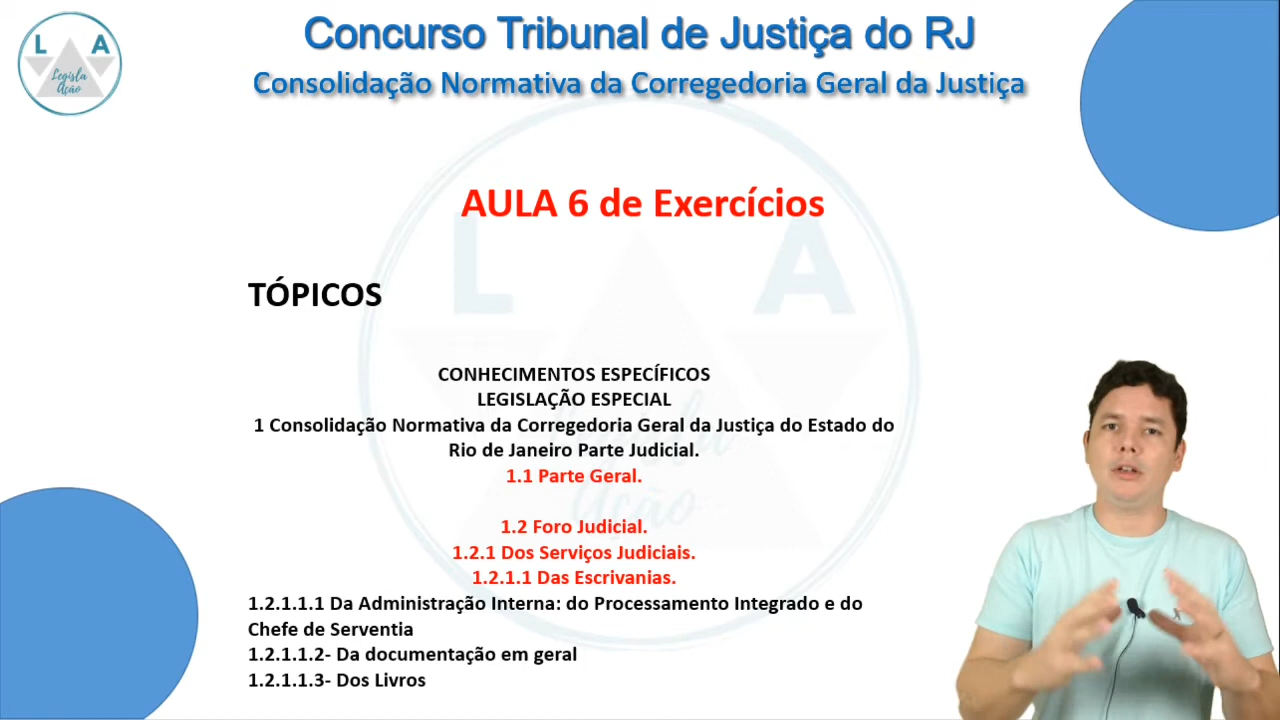 L A
Legisla
Ação
Concurso Tribunal de Justiça do RJ
Consolidação Normativa da Corregedoria Geral da Justiça
AULA 6 de Exercícios
TÓPICOS
CONHECIMENTOS ESPECÍFICOS
LEGISLAÇÃO ESPECIAL
1 Consolidação Normativa da Corregedoria Geral da Justiça do Estado do
Rio de Janeiro Parte Judicial.
1.1 Parte Geral.
1.2 Foro Judicial.
1.2.1 Dos Serviços Judiciais.
1.2.1.1 Das Escrivanias.
1.2.1.1.1 Da Administração Interna: do Processamento Integrado e do
Chefe de Serventia
1.2.1.1.2- Da documentação em geral
1.2.1.1.3- Dos Livros
L A
Legisla
Ação